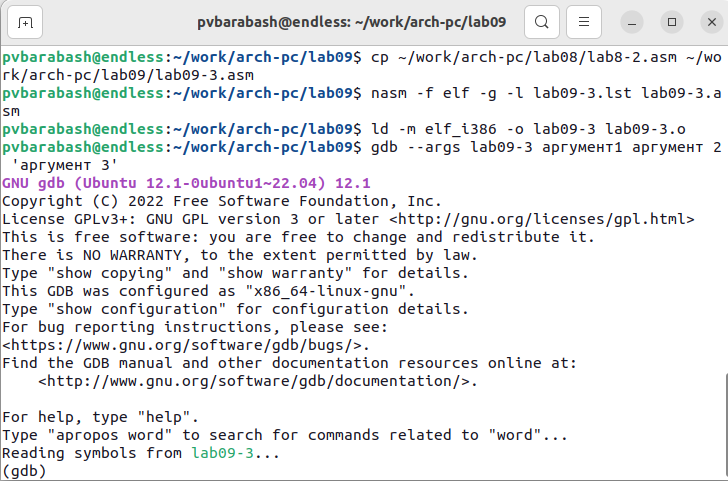 pvbarabash@endless: ~/work/arch-pc/lab09
pvbarabash@endless:~/work/arch-pc/lab09$ cp ~/work/arch-pc/lab08/lab8-2.asm ~/wo
rk/arch-pc/lab09/lab09-3.asm
pvbarabash@endless:~/work/arch-pc/lab09$ nasm -f elf -g -l lab09-3.lst lab09-3.a
sm
pvbarabash@endless:~/work/arch-pc/lab09$ ld -m elf_i386 -o lab09-3 lab09-3.o
pvbarabash@endless:~/work/arch-pc/lab09$ gdb --args lab09-3 аргумент1 аргумент 2
 'аргумент 3'
GNU gdb (Ubuntu 12.1-0ubuntu1~22.04) 12.1
Copyright (C) 2022 Free Software Foundation, Inc.
License GPLv3+: GNU GPL version 3 or later <http://gnu.org/licenses/gpl.html>
This is free software: you are free to change and redistribute it.
There is NO WARRANTY, to the extent permitted by law.
Type "show copying" and "show warranty" for details.
This GDB was configured as "x86_64-linux-gnu".
Type "show configuration" for configuration details.
For bug reporting instructions, please see:
<https://www.gnu.org/software/gdb/bugs/>.
Find the GDB manual and other documentation resources online at:
    <http://www.gnu.org/software/gdb/documentation/>.

For help, type "help".
Type "apropos word" to search for commands related to "word"...
Reading symbols from lab09-3...
(gdb)